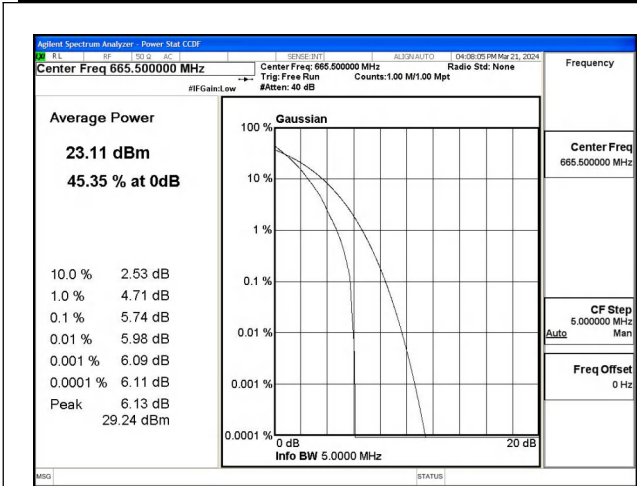 Agilent Spectrum Analyzer - Power Stat CCDF
RL RF 50 Ω AC SENSE:INT ALIGN AUTO 04:08:05 PM Mar 21, 2024
Center Freq 665.500000 MHz
Center Freq: 665.500000 MHz Radio Std: None
Trig: Free Run Counts:1.00 M/1.00 Mpt
#IFGain:Low #Atten: 40 dB
Frequency
Average Power
23.11 dBm
45.35 % at 0dB
10.0 % 2.53 dB
1.0 % 4.71 dB
0.1 % 5.74 dB
0.01 % 5.98 dB
0.001 % 6.09 dB
0.0001 % 6.11 dB
Peak 6.13 dB
29.24 dBm
Gaussian
100 %
10 %
1 %
0.1 %
0.01 %
0.001 %
0.0001 %
0 dB 20 dB
Info BW 5.0000 MHz
Center Freq
665.500000 MHz
CF Step
5.000000 MHz
Auto Man
Freq Offset
0 Hz
MSG STATUS